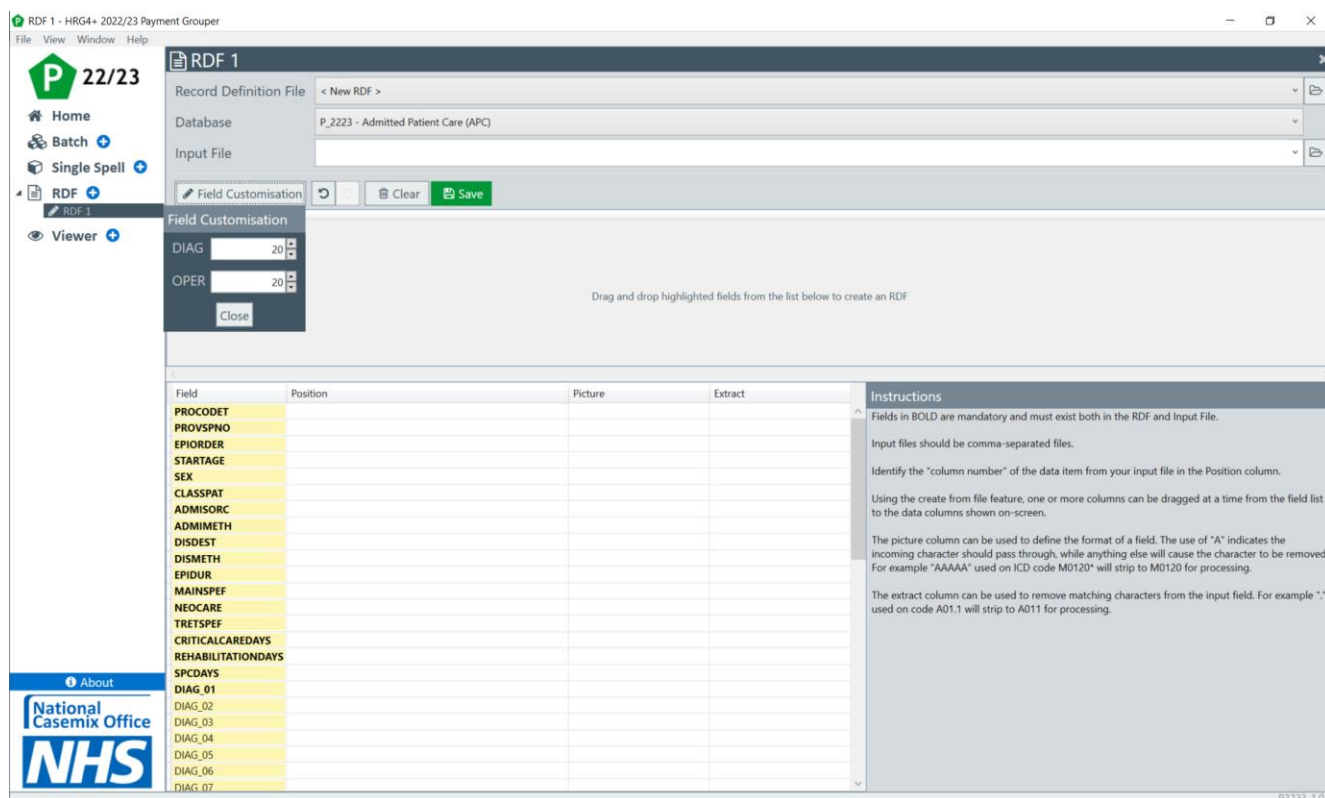 RDF 1 - HRG4+ 2022/23 Payment Grouper
File View Window Help
P 22/23
Home
Batch
Single Spell
RDF
RDF 1
Viewer
RDF 1
Record Definition File < New RDF >
Database P_2223 - Admitted Patient Care (APC)
Input File
Field Customisation Clear Save
Field Customisation
DIAG 20
OPER 20
Close
Drag and drop highlighted fields from the list below to create an RDF
Field Position Picture Extract
PROCODET
PROVSPNO
EPIORDER
STARTAGE
SEX
CLASSPAT
ADMISORC
ADMIMETH
DISDEST
DISMETH
EPIDUR
MAINSPEF
NEOCARE
TRETSPEF
CRITICALCAREDAYS
REHABILITATIONDAYS
SPCDAYS
DIAG_01
DIAG_02
DIAG_03
DIAG_04
DIAG_05
DIAG_06
DIAG_07
Instructions
Fields in BOLD are mandatory and must exist both in the RDF and Input File.
Input files should be comma-separated files.
Identify the "column number" of the data item from your input file in the Position column.
Using the create from file feature, one or more columns can be dragged at a time from the field list
to the data columns shown on-screen.
The picture column can be used to define the format of a field. The use of "A" indicates the
incoming character should pass through, while anything else will cause the character to be removed
For example "AAAAA" used on ICD code M0120* will strip to M0120 for processing.
The extract column can be used to remove matching characters from the input field. For example "."
used on code A01.1 will strip to A011 for processing.
About
National
Casemix Office
NHS